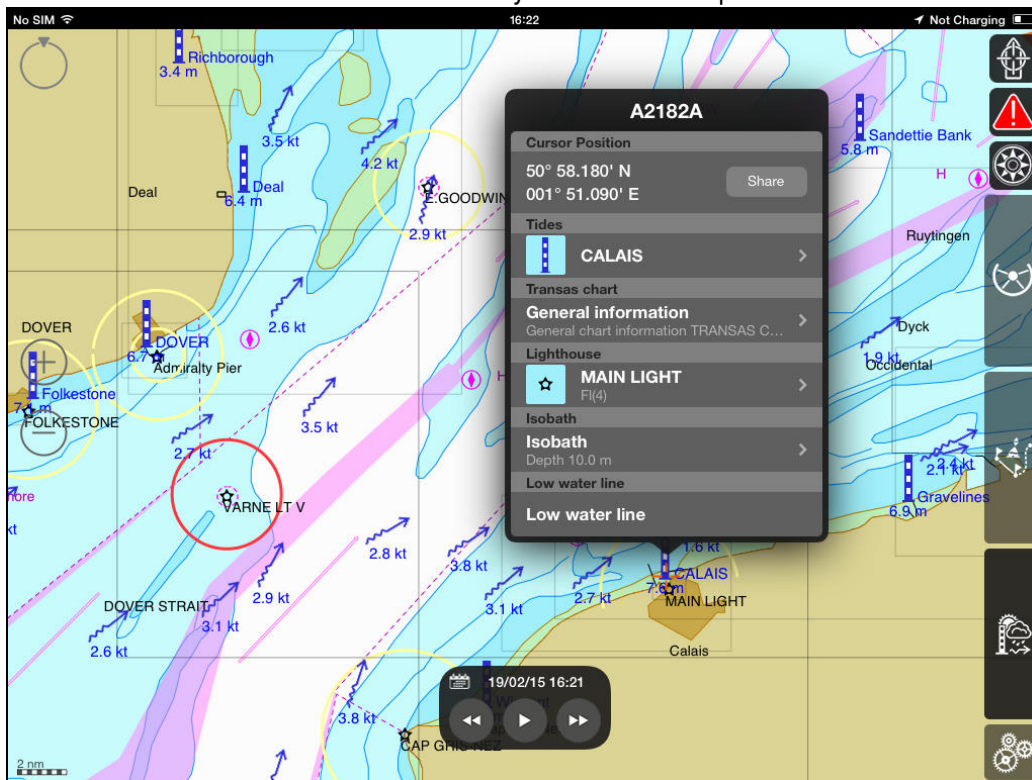 No SIM 16:22 Not Charging
Richborough
3.4 m
3.5 kt
4.2 kt
Deal
Deal
6.4 m
E.GOODWIN
2.9 kt
2.6 kt
DOVER
DOVER
6.7
Admiralty Pier
Folkestone
FOLKESTONE
3.5 kt
2.7 kt
VARNE LT V
2.8 kt
3.8 kt
2.9 kt
DOVER STRAIT
3.1 kt
2.6 kt
3.1 kt
2.7 kt
1.6 kt
CALAIS
7.6 m
MAIN LIGHT
Calais
3.8 kt
CAP GRIS-NEZ
2 nm
A2182A
Cursor Position
50° 58.180' N
001° 51.090' E
Share
Tides
CALAIS
Transas chart
General information
General chart information TRANSAS C...
Lighthouse
MAIN LIGHT
Fl(4)
Isobath
Isobath
Depth 10.0 m
Low water line
Low water line
Sandettie Bank
5.8 m
H
Ruytingen
Dyck
1.9 kt
Occidental
2.4 kt
2.1 kt
Gravelines
6.9 m
19/02/15 16:21